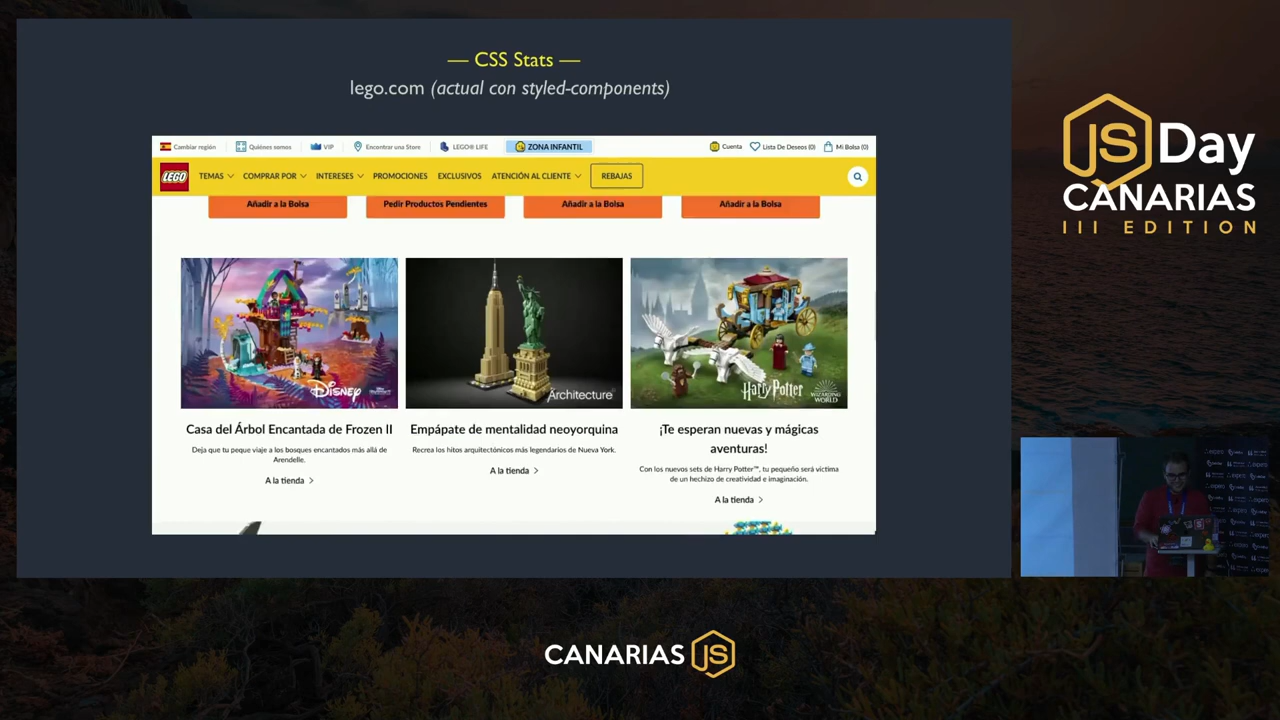 — CSS Stats —
lego.com (actual con styled-components)
Cambiar región
Quiénes somos
VIP
Encontrar una Store
LEGO® LIFE
ZONA INFANTIL
Cuenta
Lista De Deseos (0)
Mi Bolsa (0)
LEGO
TEMAS
COMPRAR POR
INTERESES
PROMOCIONES
EXCLUSIVOS
ATENCIÓN AL CLIENTE
REBAJAS
Añadir a la Bolsa
Pedir Productos Pendientes
Añadir a la Bolsa
Añadir a la Bolsa
Disney
Architecture
Harry Potter
WIZARDING WORLD
Casa del Árbol Encantada de Frozen II
Deja que tu peque viaje a los bosques encantados más allá de
Arendelle.
A la tienda
Empápate de mentalidad neoyorquina
Recrea los hitos arquitectónicos más legendarios de Nueva York.
A la tienda
¡Te esperan nuevas y mágicas
aventuras!
Con los nuevos sets de Harry Potter™, tu pequeño será víctima
de un hechizo de creatividad e imaginación.
A la tienda
JS Day
CANARIAS
III EDITION
CANARIAS JS